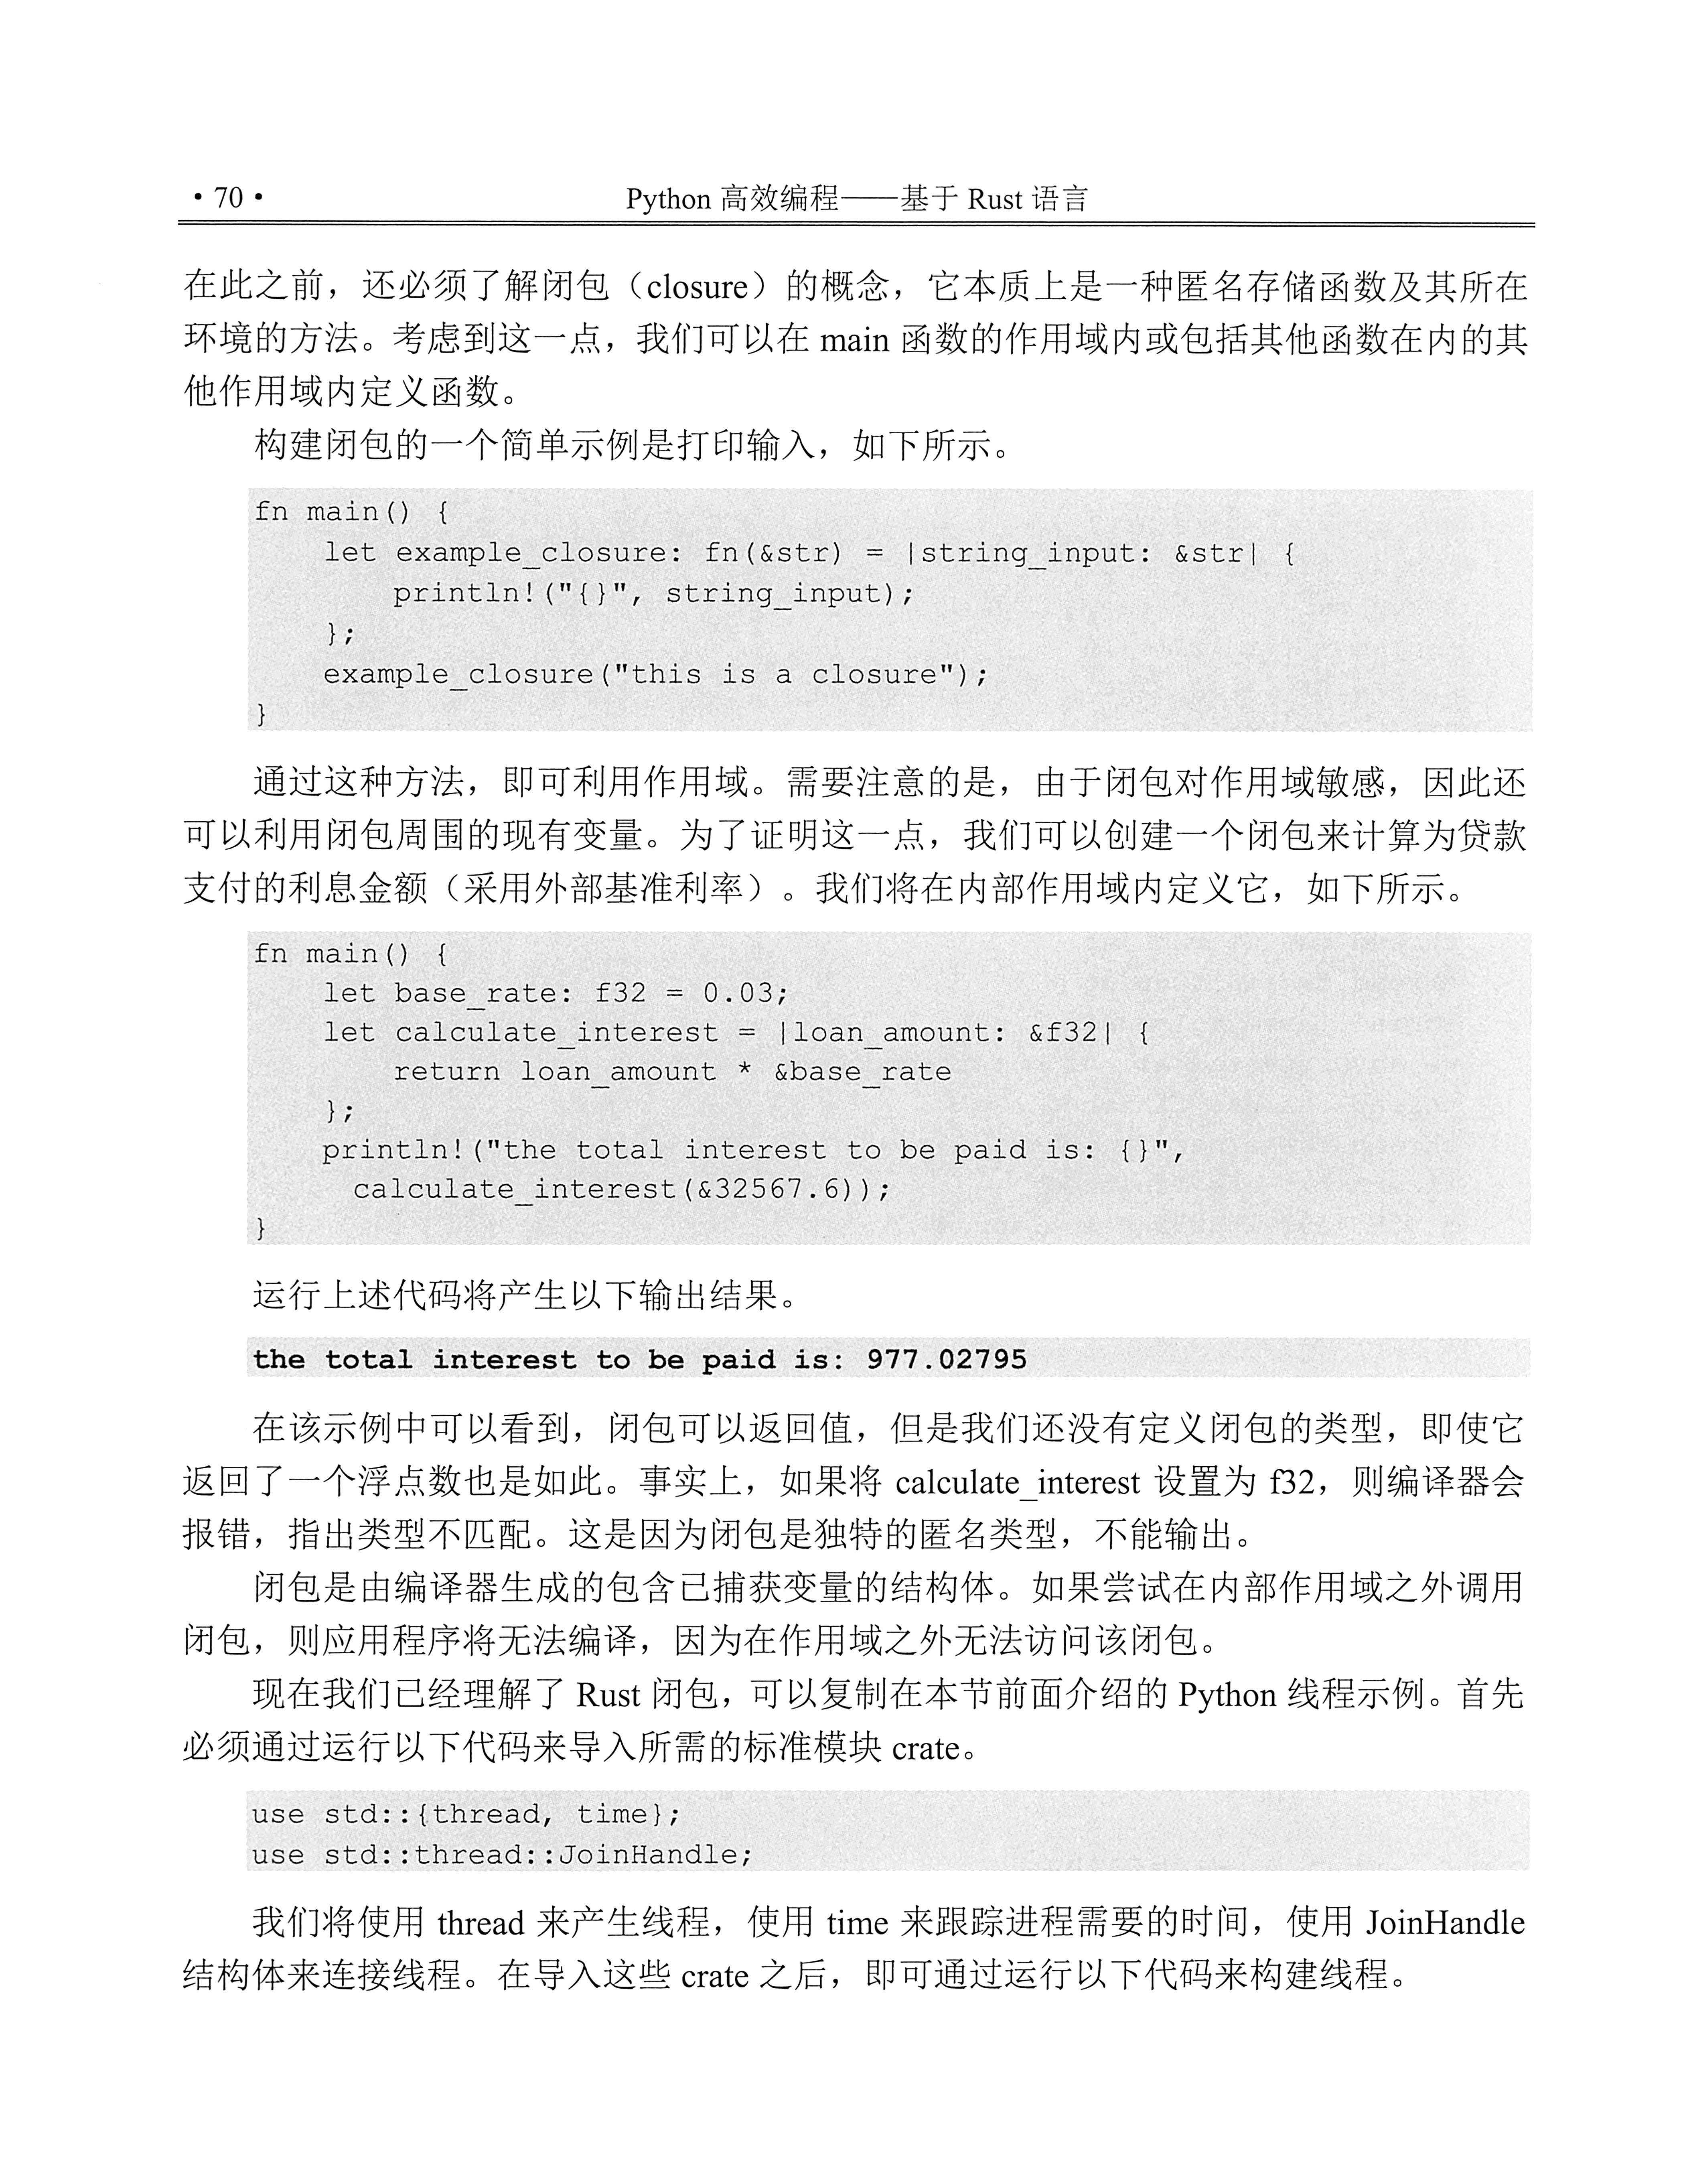 ·70· Python 高效编程——基于 Rust 语言
在此之前，还必须了解闭包（closure）的概念，它本质上是一种匿名存储函数及其所在
环境的方法。考虑到这一点，我们可以在 main 函数的作用域内或包括其他函数在内的其
他作用域内定义函数。
构建闭包的一个简单示例是打印输入，如下所示。
fn main() {
    let example_closure: fn(&str) = |string_input: &str| {
        println!("{}", string_input);
    };
    example_closure("this is a closure");
}
通过这种方法，即可利用作用域。需要注意的是，由于闭包对作用域敏感，因此还
可以利用闭包周围的现有变量。为了证明这一点，我们可以创建一个闭包来计算为贷款
支付的利息金额（采用外部基准利率）。我们将在内部作用域内定义它，如下所示。
fn main() {
    let base_rate: f32 = 0.03;
    let calculate_interest = |loan_amount: &f32| {
        return loan_amount * &base_rate
    };
    println!("the total interest to be paid is: {}",
      calculate_interest(&32567.6));
}
运行上述代码将产生以下输出结果。
the total interest to be paid is: 977.02795
在该示例中可以看到，闭包可以返回值，但是我们还没有定义闭包的类型，即使它
返回了一个浮点数也是如此。事实上，如果将 calculate_interest 设置为 f32，则编译器会
报错，指出类型不匹配。这是因为闭包是独特的匿名类型，不能输出。
闭包是由编译器生成的包含已捕获变量的结构体。如果尝试在内部作用域之外调用
闭包，则应用程序将无法编译，因为在作用域之外无法访问该闭包。
现在我们已经理解了 Rust 闭包，可以复制在本节前面介绍的 Python 线程示例。首先
必须通过运行以下代码来导入所需的标准模块 crate。
use std::{thread, time};
use std::thread::JoinHandle;
我们将使用 thread 来产生线程，使用 time 来跟踪进程需要的时间，使用 JoinHandle
结构体来连接线程。在导入这些 crate 之后，即可通过运行以下代码来构建线程。